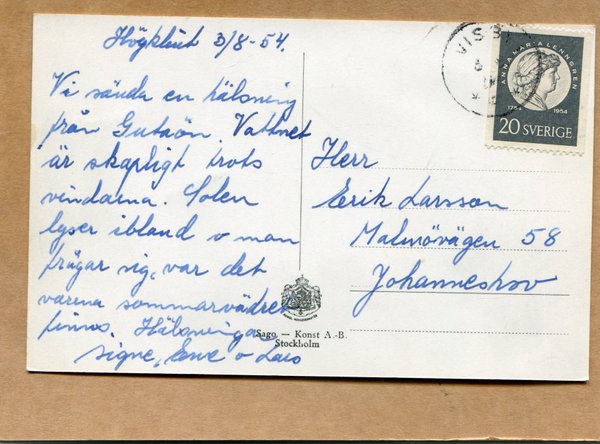 Högklint 3/8-54.
Vi sända en hälsning
från Gutaön Vattnet
är skapligt trots
vindarna. Solen
lyser ibland o man
frågar sig, var det
varma sommarvädret
finns. Hälsningar
Signe, o Lars
Herr
Erik Larsson
Malmövägen 58
Johanneshov
VISBY
ANNA MARIA LENNGREN
1754 1954
20 SVERIGE
Sago — Konst A.-B.
Stockholm